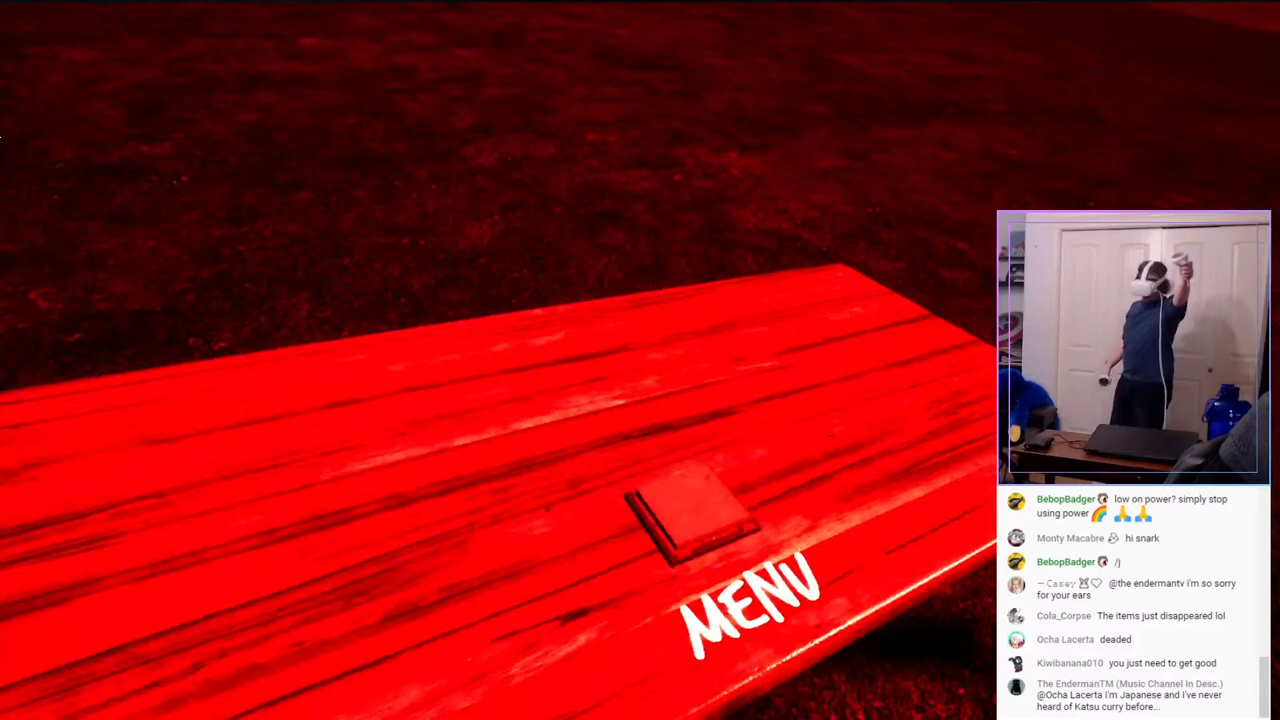 MENU
BebopBadger low on power? simply stop
using power 🌈 🙏 🙏
Monty Macabre hi snark
BebopBadger /j
— Casey @the endermantv i'm so sorry
for your ears
Cola_Corpse The items just disappeared lol
Ocha Lacerta deaded
Kiwibanana010 you just need to get good
The EndermanTM (Music Channel In Desc.)
@Ocha Lacerta I'm Japanese and I've never
heard of Katsu curry before...